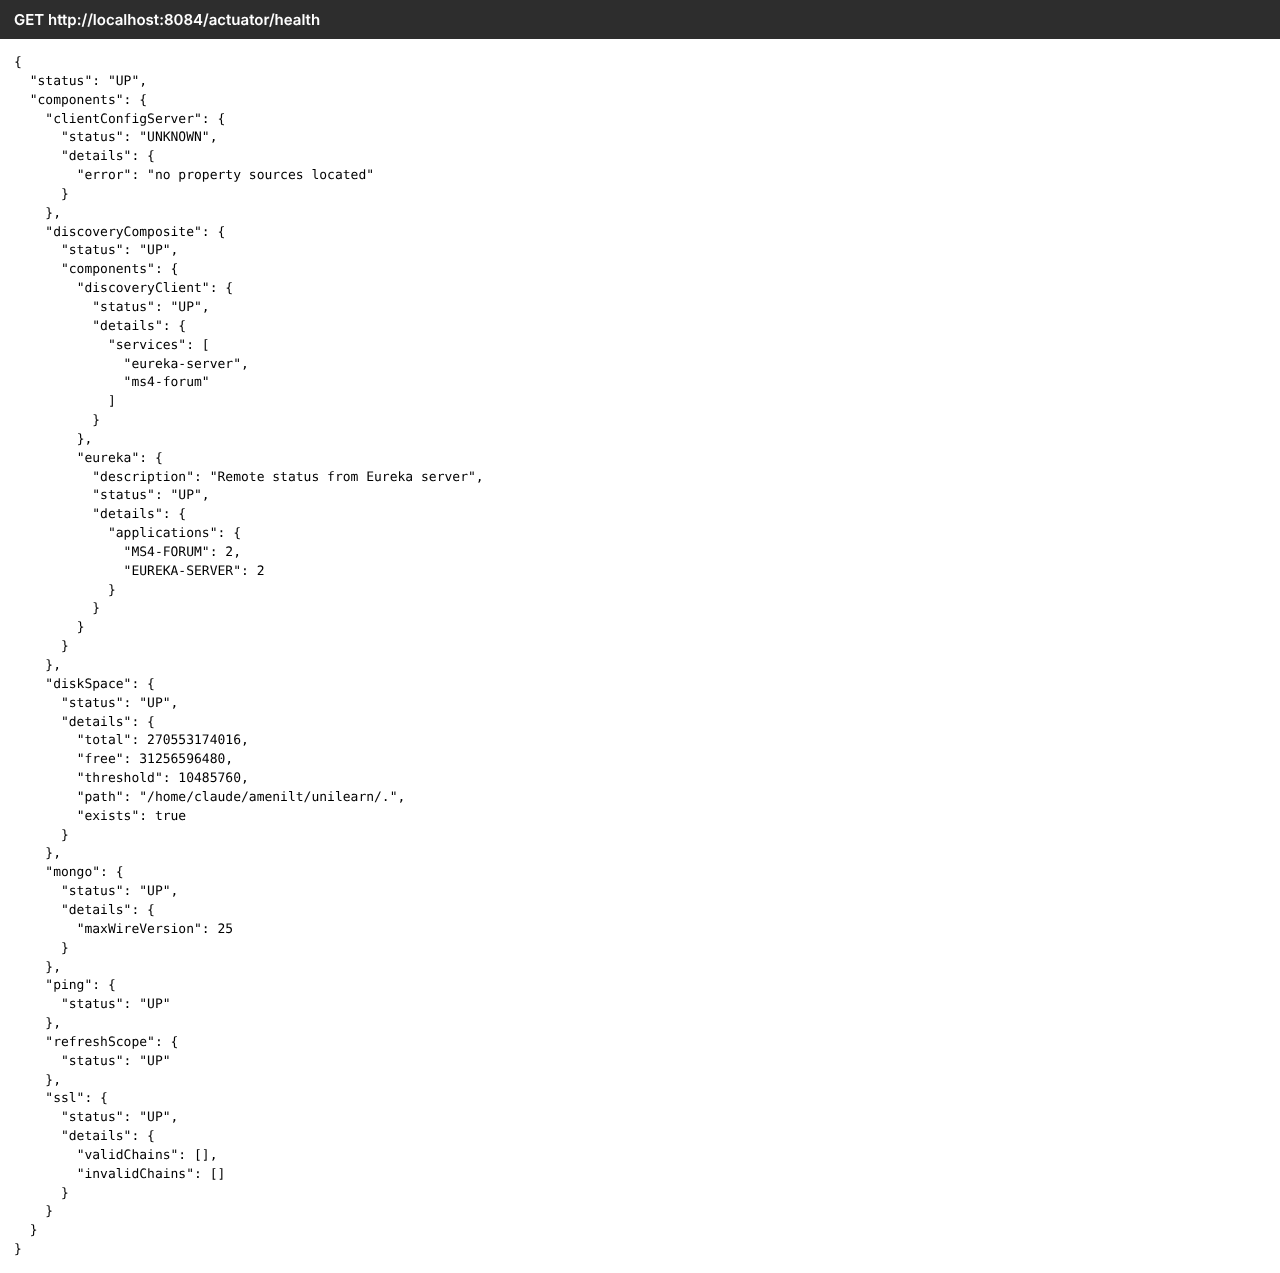 GET http://localhost:8084/actuator/health
{
  "status": "UP",
  "components": {
    "clientConfigServer": {
      "status": "UNKNOWN",
      "details": {
        "error": "no property sources located"
      }
    },
    "discoveryComposite": {
      "status": "UP",
      "components": {
        "discoveryClient": {
          "status": "UP",
          "details": {
            "services": [
              "eureka-server",
              "ms4-forum"
            ]
          }
        },
        "eureka": {
          "description": "Remote status from Eureka server",
          "status": "UP",
          "details": {
            "applications": {
              "MS4-FORUM": 2,
              "EUREKA-SERVER": 2
            }
          }
        }
      }
    },
    "diskSpace": {
      "status": "UP",
      "details": {
        "total": 270553174016,
        "free": 31256596480,
        "threshold": 10485760,
        "path": "/home/claude/amenilt/unilearn/.",
        "exists": true
      }
    },
    "mongo": {
      "status": "UP",
      "details": {
        "maxWireVersion": 25
      }
    },
    "ping": {
      "status": "UP"
    },
    "refreshScope": {
      "status": "UP"
    },
    "ssl": {
      "status": "UP",
      "details": {
        "validChains": [],
        "invalidChains": []
      }
    }
  }
}